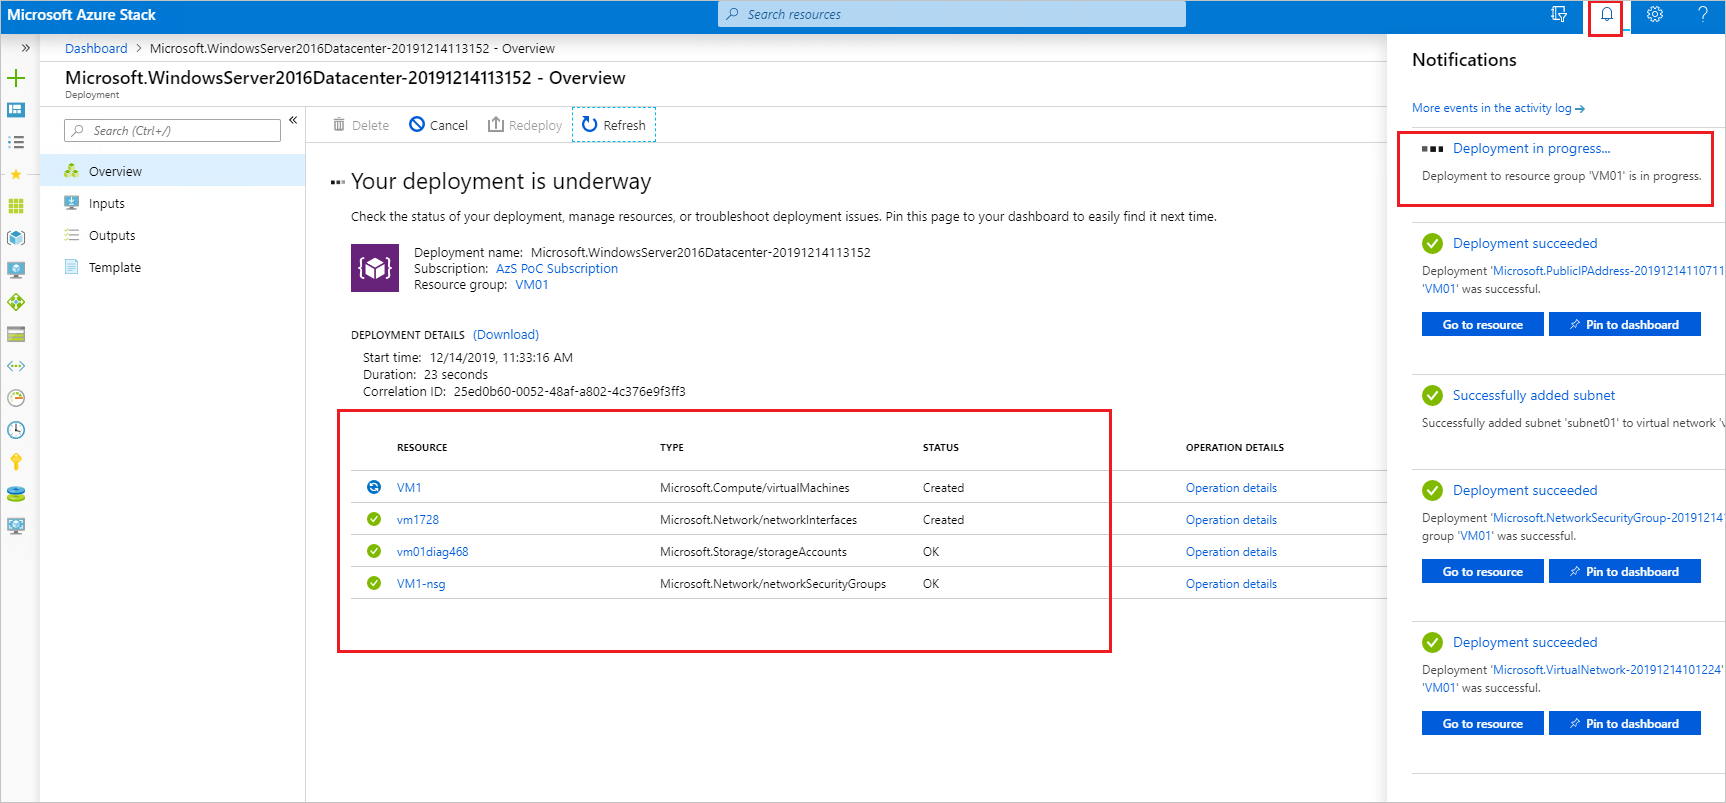 Microsoft Azure Stack
Search resources
?
Dashboard > Microsoft.WindowsServer2016Datacenter-20191214113152 - Overview
Microsoft.WindowsServer2016Datacenter-20191214113152 - Overview
Deployment
Search (Ctrl+/)
Overview
Inputs
Outputs
Template
Delete
Cancel
Redeploy
Refresh
Your deployment is underway
Check the status of your deployment, manage resources, or troubleshoot deployment issues. Pin this page to your dashboard to easily find it next time.
Deployment name: Microsoft.WindowsServer2016Datacenter-20191214113152
Subscription: AzS PoC Subscription
Resource group: VM01
DEPLOYMENT DETAILS (Download)
Start time: 12/14/2019, 11:33:16 AM
Duration: 23 seconds
Correlation ID: 25ed0b60-0052-48af-a802-4c376e9f3ff3
RESOURCE TYPE STATUS OPERATION DETAILS
VM1 Microsoft.Compute/virtualMachines Created Operation details
vm1728 Microsoft.Network/networkInterfaces Created Operation details
vm01diag468 Microsoft.Storage/storageAccounts OK Operation details
VM1-nsg Microsoft.Network/networkSecurityGroups OK Operation details
Notifications
More events in the activity log →
Deployment in progress...
Deployment to resource group 'VM01' is in progress.
Deployment succeeded
Deployment 'Microsoft.PublicIPAddress-20191214110711
'VM01' was successful.
Go to resource Pin to dashboard
Successfully added subnet
Successfully added subnet 'subnet01' to virtual network 'v
Deployment succeeded
Deployment 'Microsoft.NetworkSecurityGroup-20191214
group 'VM01' was successful.
Go to resource Pin to dashboard
Deployment succeeded
Deployment 'Microsoft.VirtualNetwork-20191214101224'
'VM01' was successful.
Go to resource Pin to dashboard